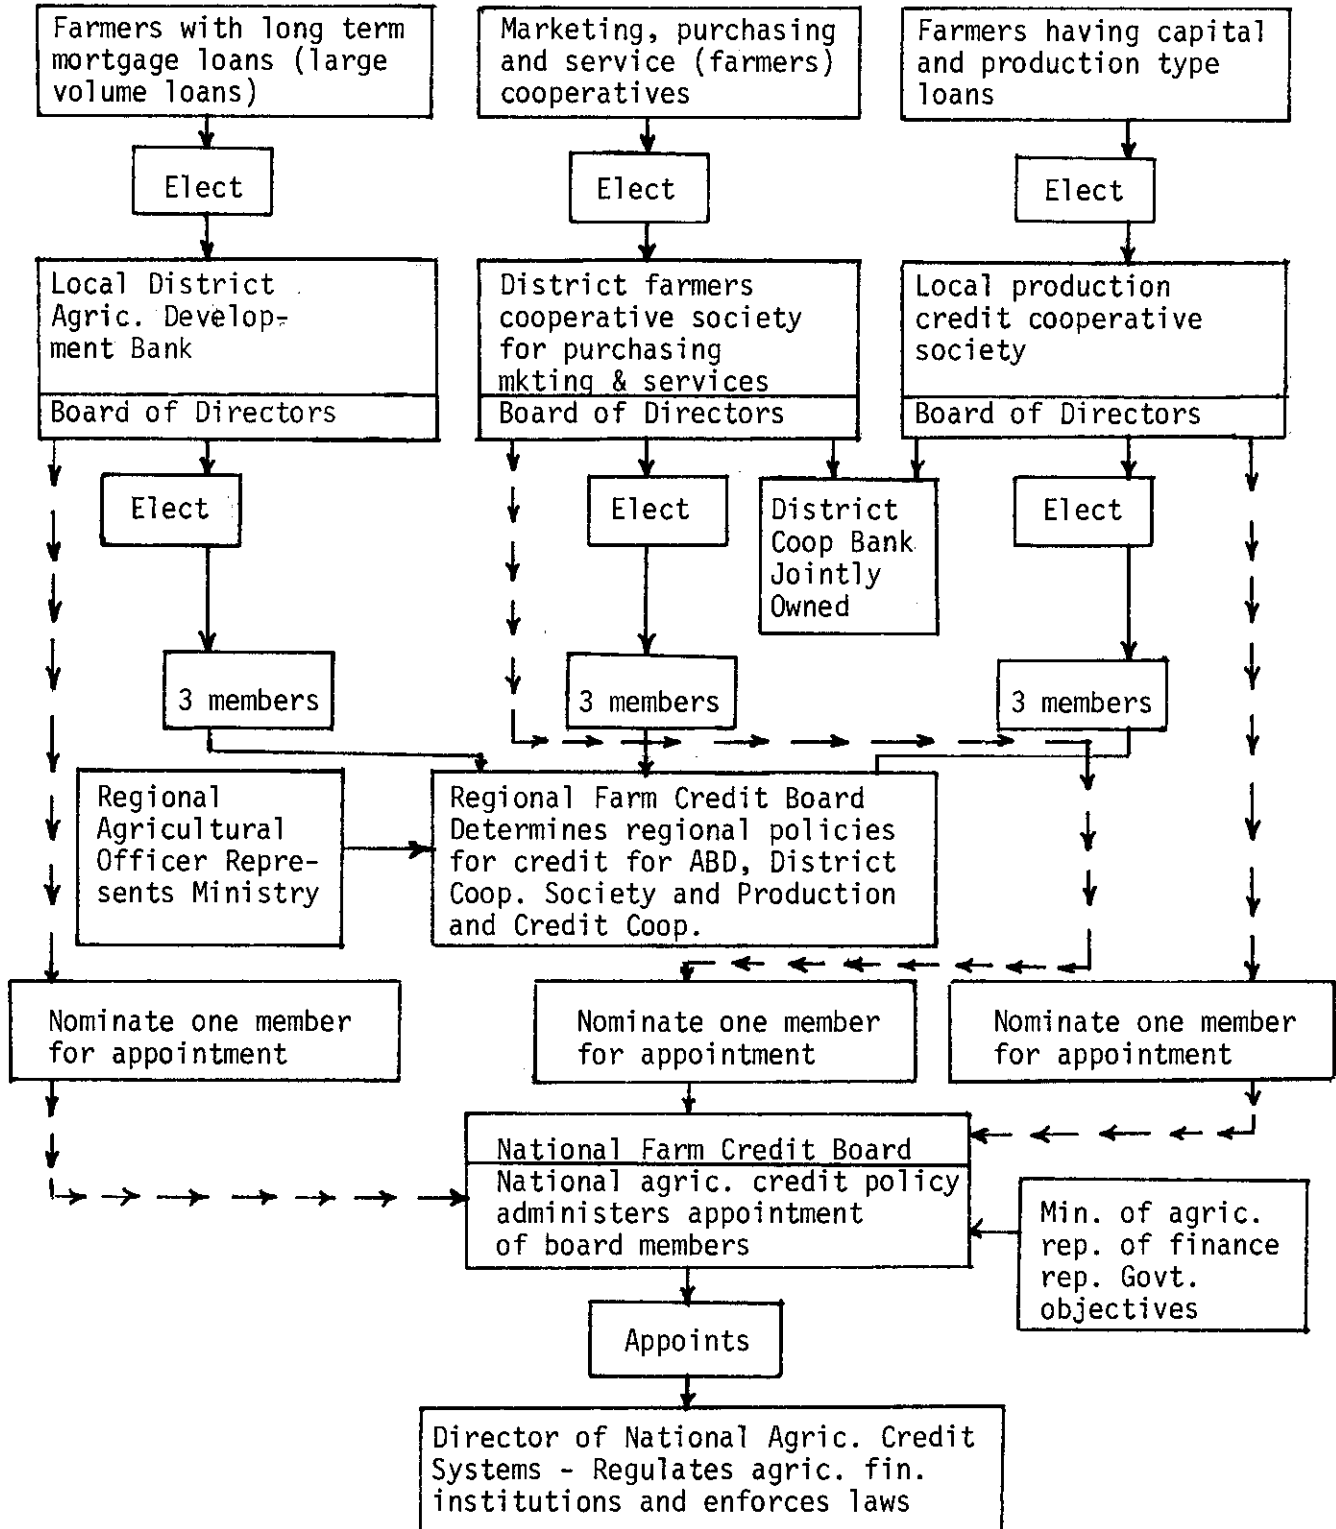 Farmers with long term
mortgage loans (large
volume loans)
Marketing, purchasing
and service (farmers)
cooperatives
Farmers having capital
and production type
loans
Elect
Elect
Elect
Local District
Agric. Develop-
ment Bank
Board of Directors
District farmers
cooperative society
for purchasing
mkting & services
Board of Directors
Local production
credit cooperative
society
Board of Directors
Elect
Elect
District
Coop Bank
Jointly
Owned
Elect
3 members
3 members
3 members
Regional
Agricultural
Officer Repre-
sents Ministry
Regional Farm Credit Board
Determines regional policies
for credit for ABD, District
Coop. Society and Production
and Credit Coop.
Nominate one member
for appointment
Nominate one member
for appointment
Nominate one member
for appointment
National Farm Credit Board
National agric. credit policy
administers appointment
of board members
Min. of agric.
rep. of finance
rep. Govt.
objectives
Appoints
Director of National Agric. Credit
Systems - Regulates agric. fin.
institutions and enforces laws